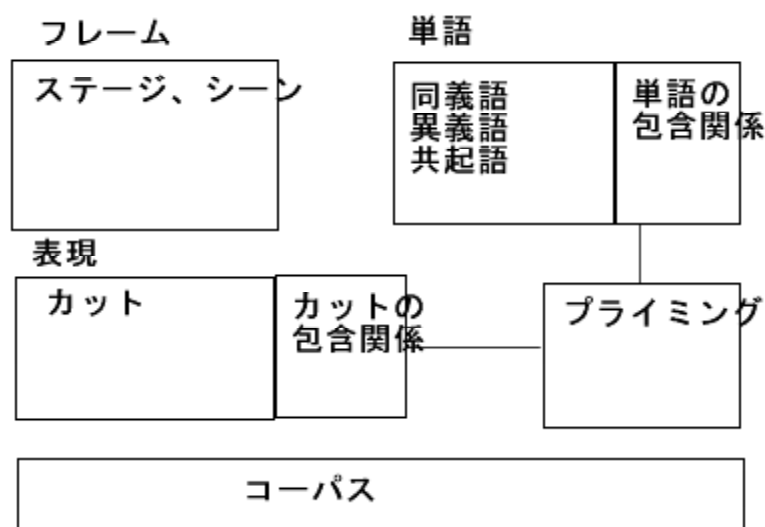 フレーム
ステージ、シーン
単語
同義語
異義語
共起語
単語の
包含関係
表現
カット
カットの
包含関係
プライミング
コーパス